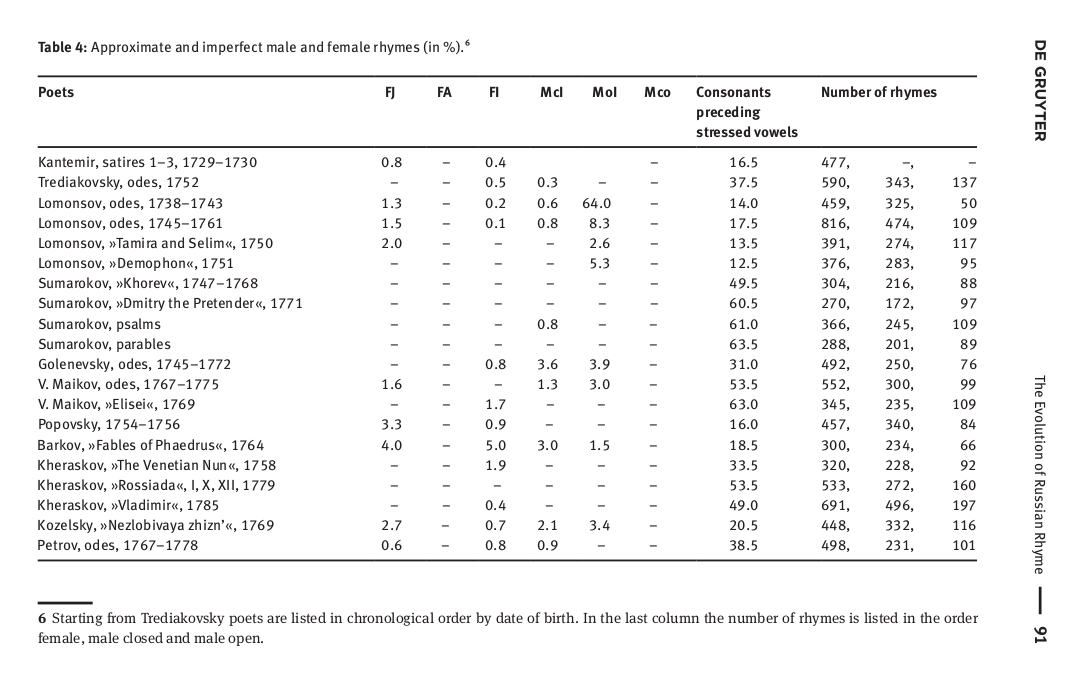 Table 4: Approximate and imperfect male and female rhymes (in %).6
Poets FJ FA FI McI MoI Mco Consonants preceding stressed vowels Number of rhymes
Kantemir, satires 1–3, 1729–1730 0.8 – 0.4 – 16.5 477, –, –
Trediakovsky, odes, 1752 – – 0.5 0.3 – – 37.5 590, 343, 137
Lomonsov, odes, 1738–1743 1.3 – 0.2 0.6 64.0 – 14.0 459, 325, 50
Lomonsov, odes, 1745–1761 1.5 – 0.1 0.8 8.3 – 17.5 816, 474, 109
Lomonsov, »Tamira and Selim«, 1750 2.0 – – – 2.6 – 13.5 391, 274, 117
Lomonsov, »Demophon«, 1751 – – – – 5.3 – 12.5 376, 283, 95
Sumarokov, »Khorev«, 1747–1768 – – – – – – 49.5 304, 216, 88
Sumarokov, »Dmitry the Pretender«, 1771 – – – – – – 60.5 270, 172, 97
Sumarokov, psalms – – – 0.8 – – 61.0 366, 245, 109
Sumarokov, parables – – – – – – 63.5 288, 201, 89
Golenevsky, odes, 1745–1772 – – 0.8 3.6 3.9 – 31.0 492, 250, 76
V. Maikov, odes, 1767–1775 1.6 – – 1.3 3.0 – 53.5 552, 300, 99
V. Maikov, »Elisei«, 1769 – – 1.7 – – – 63.0 345, 235, 109
Popovsky, 1754–1756 3.3 – 0.9 – – – 16.0 457, 340, 84
Barkov, »Fables of Phaedrus«, 1764 4.0 – 5.0 3.0 1.5 – 18.5 300, 234, 66
Kheraskov, »The Venetian Nun«, 1758 – – 1.9 – – – 33.5 320, 228, 92
Kheraskov, »Rossiada«, I, X, XII, 1779 – – – – – – 53.5 533, 272, 160
Kheraskov, »Vladimir«, 1785 – – 0.4 – – – 49.0 691, 496, 197
Kozelsky, »Nezlobivaya zhizn’«, 1769 2.7 – 0.7 2.1 3.4 – 20.5 448, 332, 116
Petrov, odes, 1767–1778 0.6 – 0.8 0.9 – – 38.5 498, 231, 101
6 Starting from Trediakovsky poets are listed in chronological order by date of birth. In the last column the number of rhymes is listed in the order
female, male closed and male open.
DE GRUYTER
The Evolution of Russian Rhyme — 91